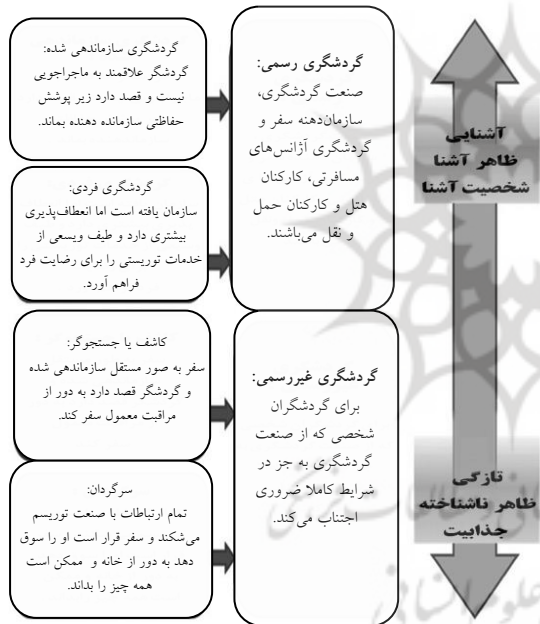 گردشگری سازماندهی شده:
گردشگر علاقمند به ماجراجویی
نیست و قصد دارد زیر پوشش
حفاظتی سازمانده دهنده بماند.
گردشگری فردی:
سازمان یافته است اما انعطاف‌پذیری
بیشتری دارد و طیف ویسعی از
خدمات توریستی را برای رضایت فرد
فراهم آورد.
گردشگری رسمی:
صنعت گردشگری،
سازمان‌دهنه سفر و
گردشگری آژانس‌های
مسافرتی، کارکنان
هتل و کارکنان حمل
و نقل می‌باشند.
آشنایی
ظاهر آشنا
شخصیت آشنا
کاشف یا جستجوگر:
سفر به صور مستقل سازماندهی شده
و گردشگر قصد دارد به دور از
مراقبت معمول سفر کند.
سرگردان:
تمام ارتباطات با صنعت توریسم
می‌شکند و سفر قرار است او را سوق
دهد به دور از خانه و ممکن است
همه چیز را بداند.
گردشگری غیررسمی:
برای گردشگران
شخصی که از صنعت
گردشگری به جز در
شرایط کاملا ضروری
اجتناب می‌کند.
تازگی
ظاهر ناشناخته
جذابیت